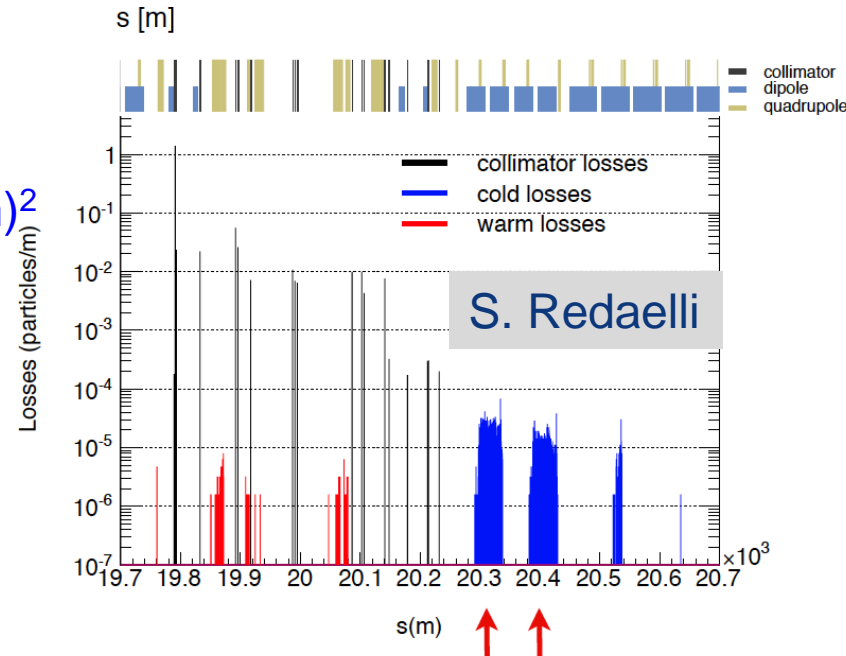 s [m]
collimator
dipole
quadrupole
collimator losses
cold losses
warm losses
)²
S. Redaelli
Losses (particles/m)
1
10⁻¹
10⁻²
10⁻³
10⁻⁴
10⁻⁵
10⁻⁶
10⁻⁷
19.7 19.8 19.9 20 20.1 20.2 20.3 20.4 20.5 20.6 20.7
×10³
s(m)